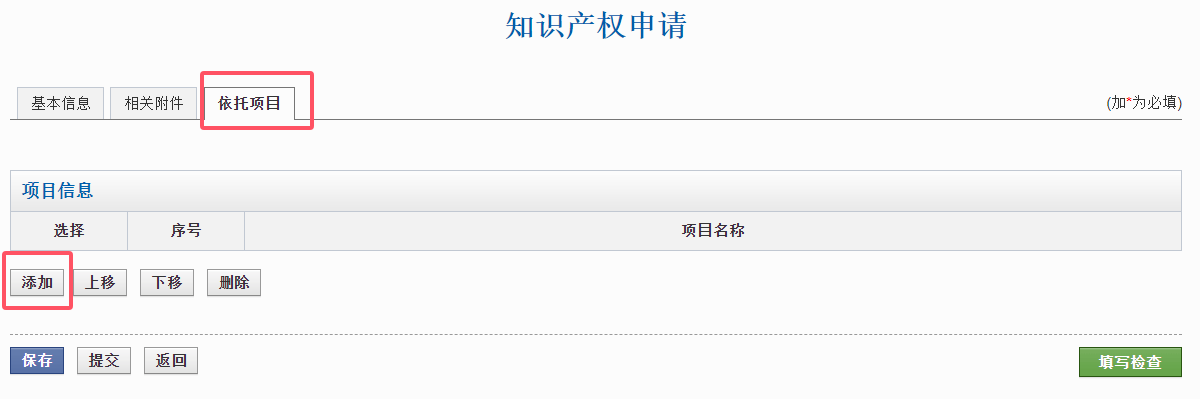 知识产权申请
基本信息 相关附件 依托项目 (加*为必填)
项目信息
选择 序号 项目名称
添加 上移 下移 删除
保存 提交 返回 填写检查